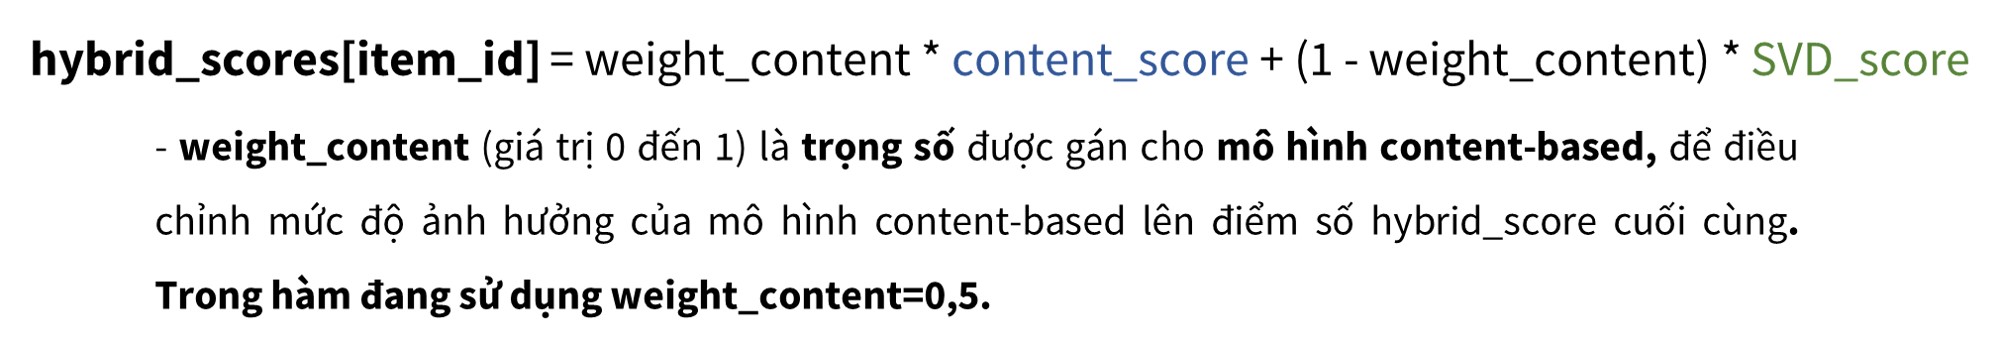 hybrid_scores[item_id] = weight_content * content_score + (1 - weight_content) * SVD_score
- weight_content (giá trị 0 đến 1) là trọng số được gán cho mô hình content-based, để điều
chỉnh mức độ ảnh hưởng của mô hình content-based lên điểm số hybrid_score cuối cùng.
Trong hàm đang sử dụng weight_content=0,5.